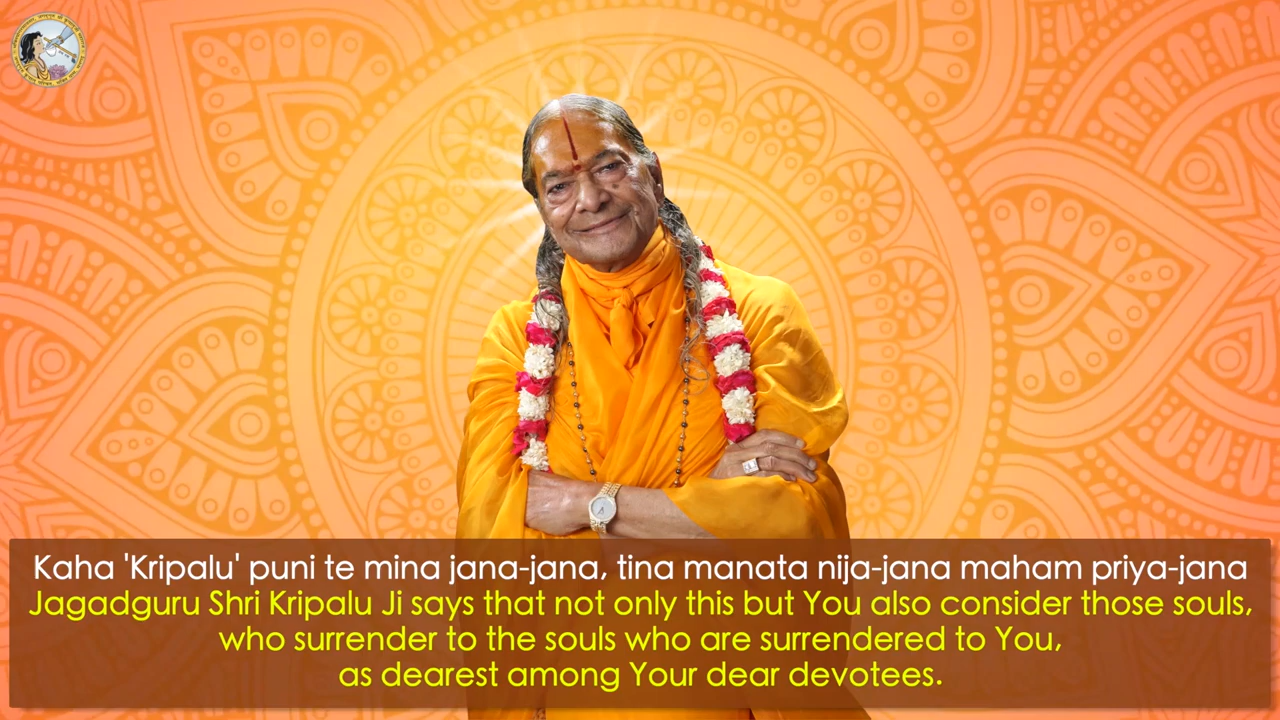 Kaha 'Kripalu' puni te mina jana-jana, tina manata nija-jana maham priya-jana
Jagadguru Shri Kripalu Ji says that not only this but You also consider those souls,
who surrender to the souls who are surrendered to You,
as dearest among Your dear devotees.